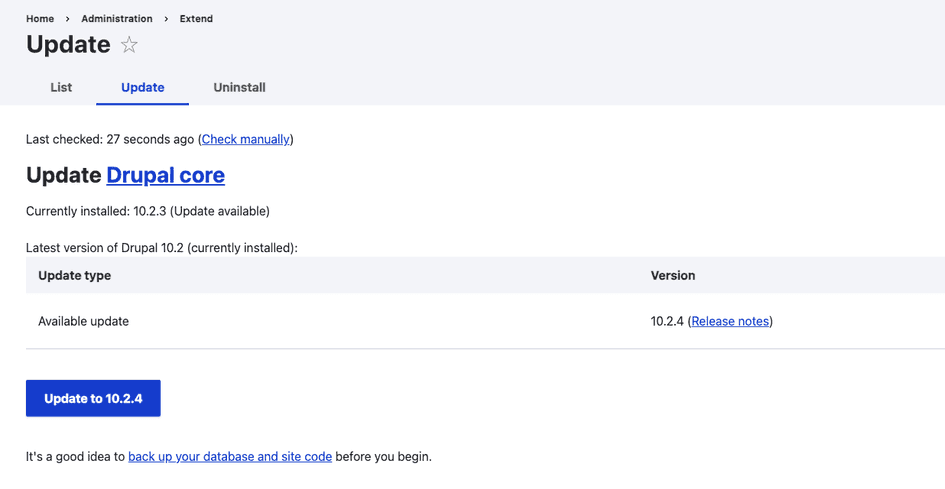 Home › Administration › Extend
Update ☆
List Update Uninstall
Last checked: 27 seconds ago (Check manually)
Update Drupal core
Currently installed: 10.2.3 (Update available)
Latest version of Drupal 10.2 (currently installed):
Update type Version
Available update 10.2.4 (Release notes)
Update to 10.2.4
It's a good idea to back up your database and site code before you begin.